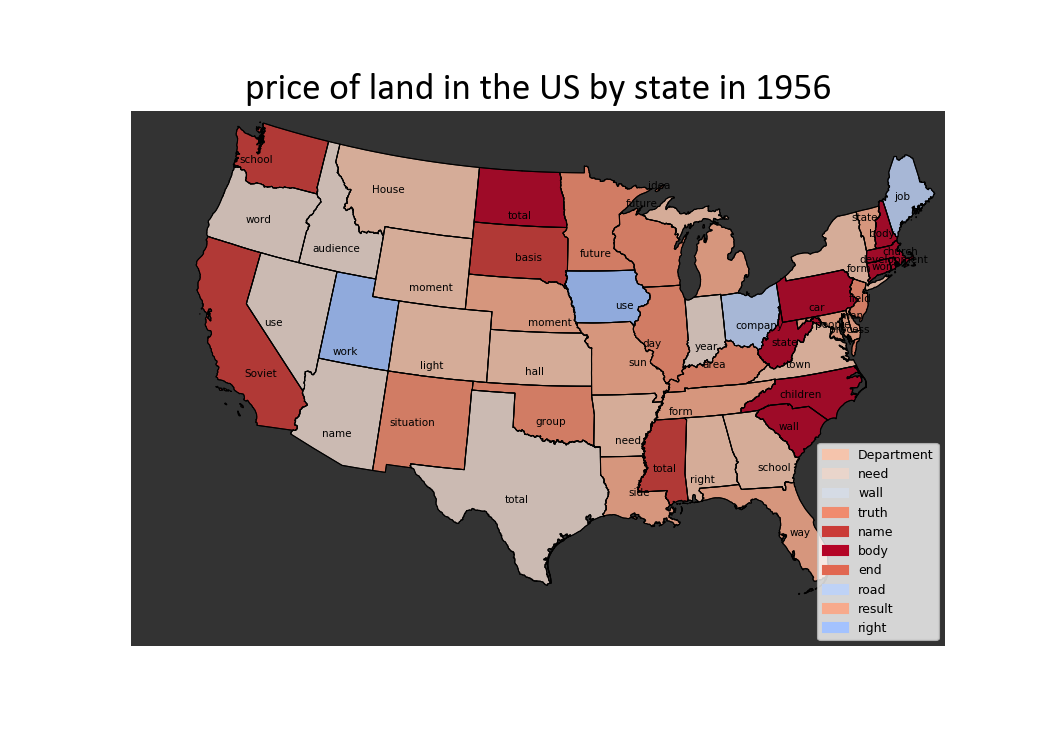 price of land in the US by state in 1956
school
House
idea
job
word
total
future
state
audience
basis
future
body
church
development
form
word
moment
use
moment
use
car
field
company
people
process
Soviet
work
day
year
state
light
hall
sun
area
town
name
situation
group
form
children
need
wall
total
total
right
school
side
way
Department
need
wall
truth
name
body
end
road
result
right